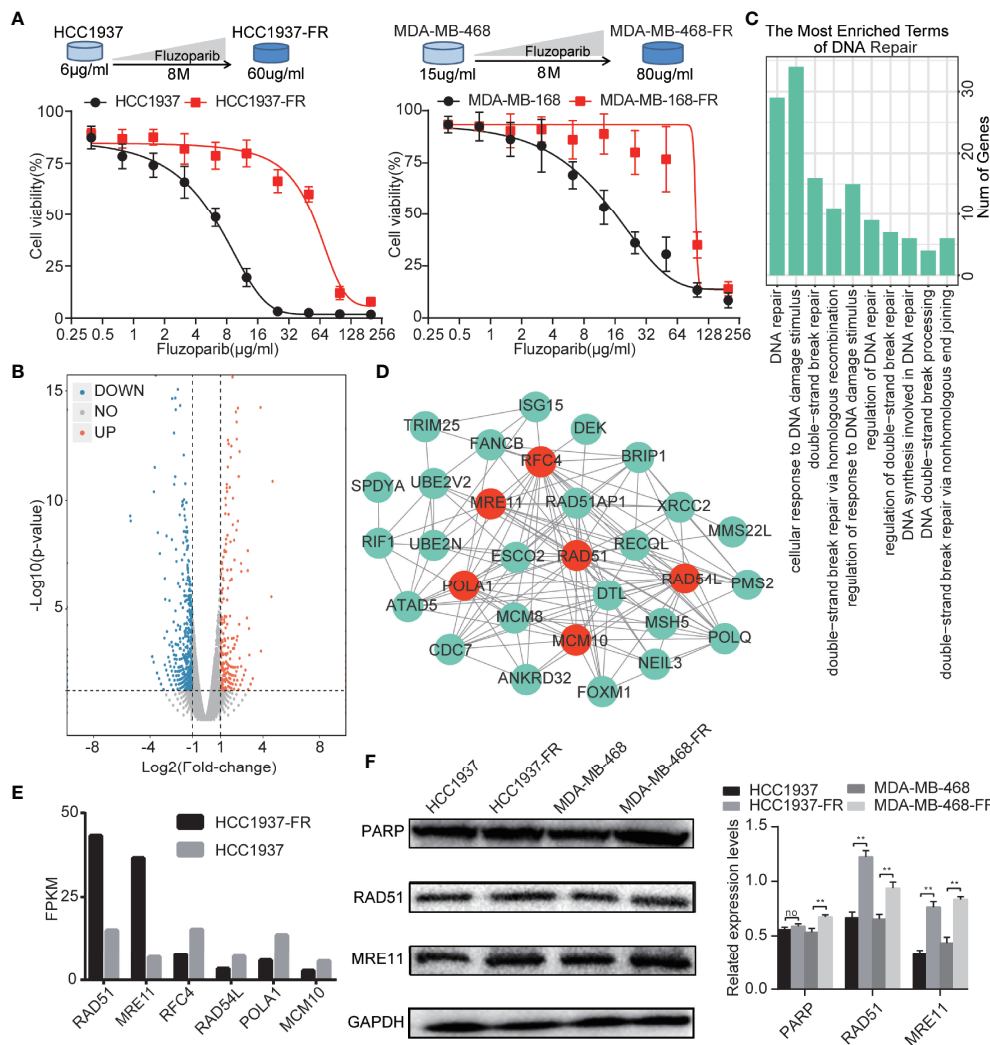 A
HCC1937
HCC1937-FR
Fluzoparib
6µg/ml
8M
60ug/ml
HCC1937
HCC1937-FR
Cell viability(%)
100
75
50
25
0
0.25 0.5 1 2 4 8 16 32 64 128 256
Fluzoparib(µg/ml)
MDA-MB-468
MDA-MB-468-FR
Fluzoparib
15ug/ml
8M
80ug/ml
MDA-MB-168
MDA-MB-168-FR
Cell viability(%)
100
75
50
25
0
0.25 0.5 1 2 4 8 16 32 64 128 256
Fluzoparib(µg/ml)
C
The Most Enriched Terms
of DNA Repair
30
20
10
0
Num of Genes
DNA repair
cellular response to DNA damage stimulus
double−strand break repair
double−strand break repair via homologous recombination
regulation of response to DNA damage stimulus
regulation of DNA repair
regulation of double−strand break repair
DNA synthesis involved in DNA repair
DNA double−strand break processing
double−strand break repair via nonhomologous end joining
B
DOWN
NO
UP
-Log10(p-value)
15
10
5
-8 -4 -1 1 4 8
Log2(Fold-change)
D
ISG15
TRIM25
DEK
FANCB
RFC4
BRIP1
SPDYA
UBE2V2
MRE11
RAD51AP1
XRCC2
MMS22L
RIF1
UBE2N
ESCO2
RAD51
RECQL
POLA1
RAD54L
PMS2
ATAD5
DTL
MCM8
MSH5
POLQ
CDC7
MCM10
NEIL3
ANKRD32
FOXM1
E
HCC1937-FR
HCC1937
FPKM
50
25
0
RAD51
MRE11
RFC4
RAD54L
POLA1
MCM10
F
HCC1937
HCC1937-FR
MDA-MB-468
MDA-MB-468-FR
PARP
RAD51
MRE11
GAPDH
HCC1937
MDA-MB-468
HCC1937-FR
MDA-MB-468-FR
Related expression levels
1.5
1.0
0.5
0.0
no
**
**
**
**
**
PARP
RAD51
MRE11